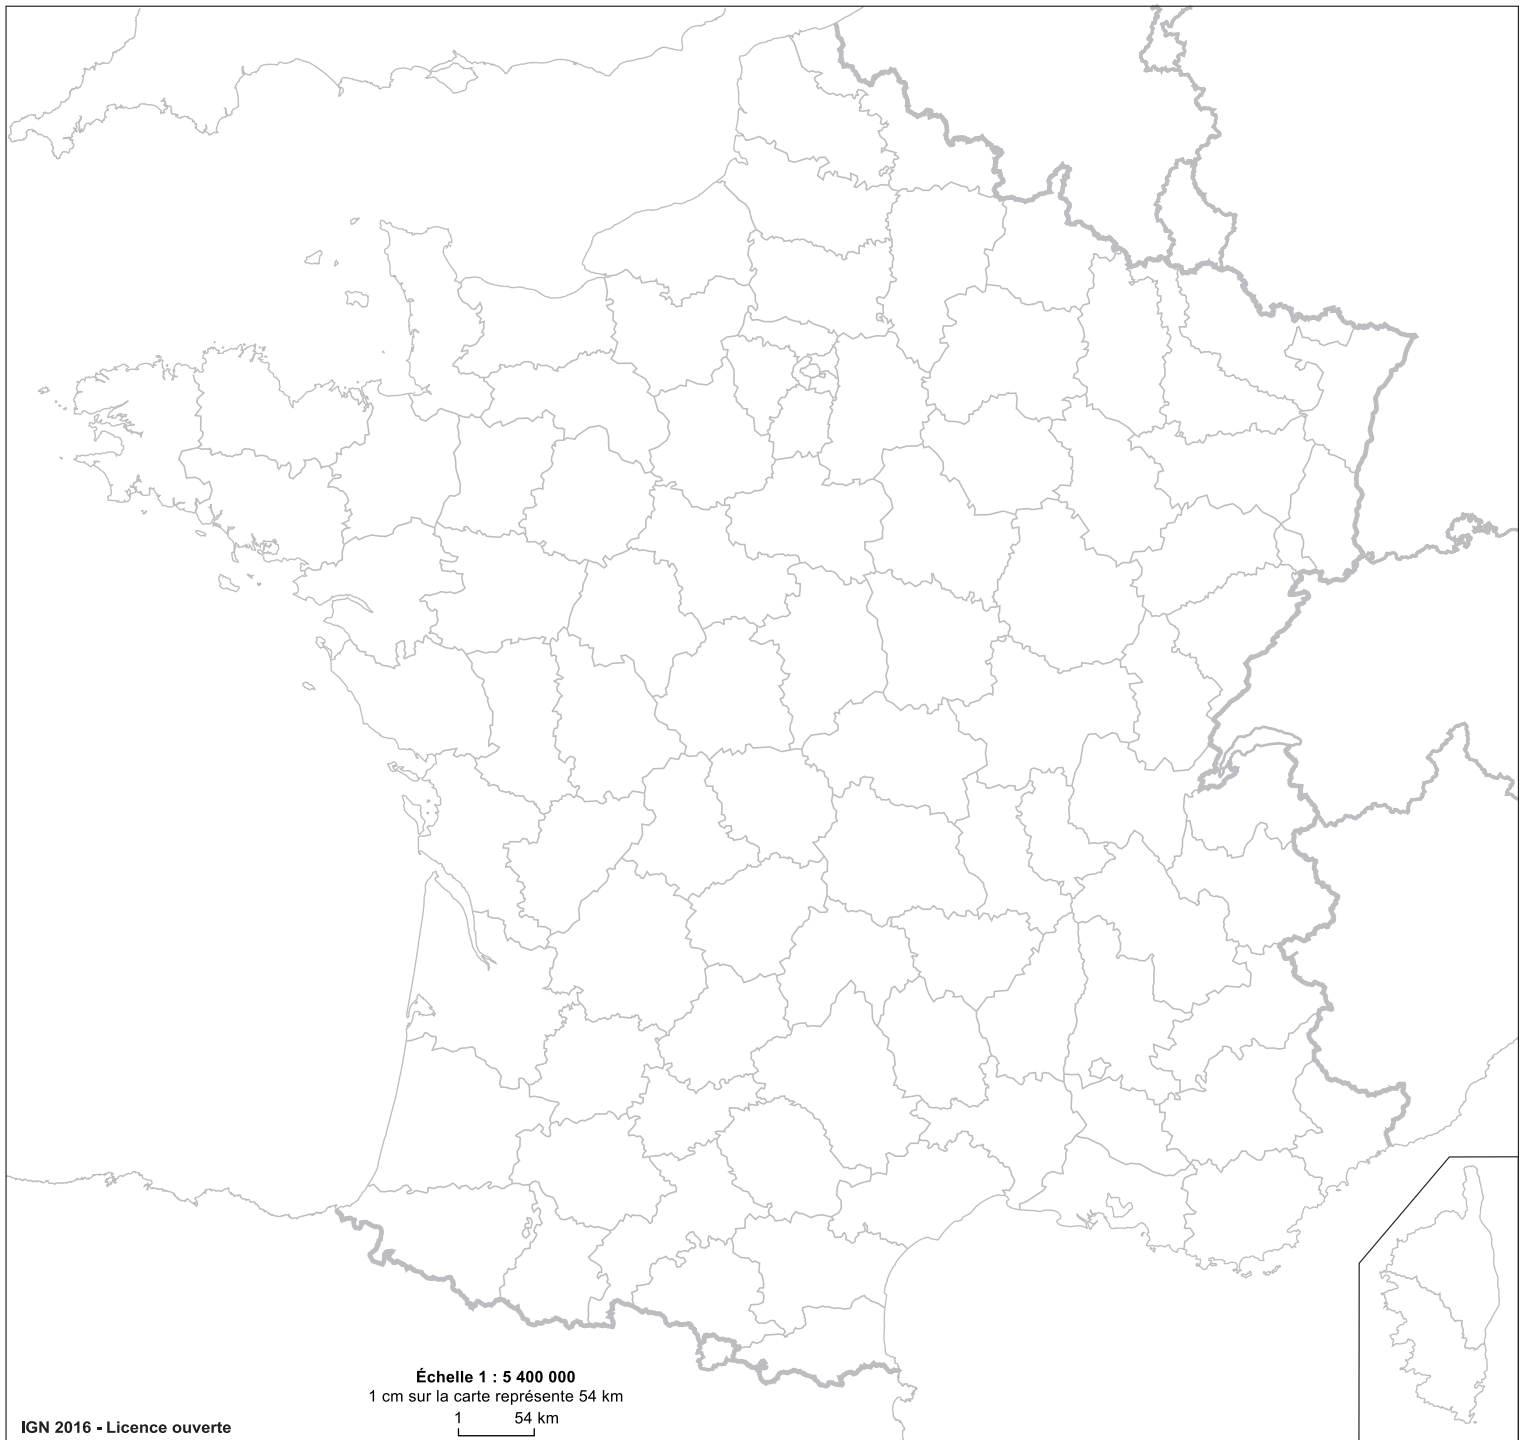 Échelle 1 : 5 400 000
1 cm sur la carte représente 54 km
1 54 km
IGN 2016 - Licence ouverte